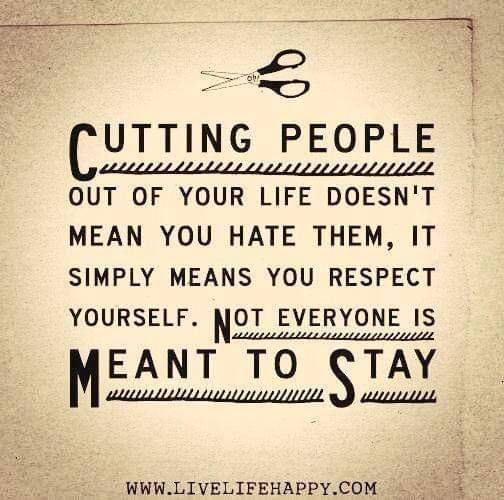 CUTTING PEOPLE
OUT OF YOUR LIFE DOESN'T
MEAN YOU HATE THEM, IT
SIMPLY MEANS YOU RESPECT
YOURSELF. NOT EVERYONE IS
MEANT TO STAY
WWW.LIVELIFEHAPPY.COM